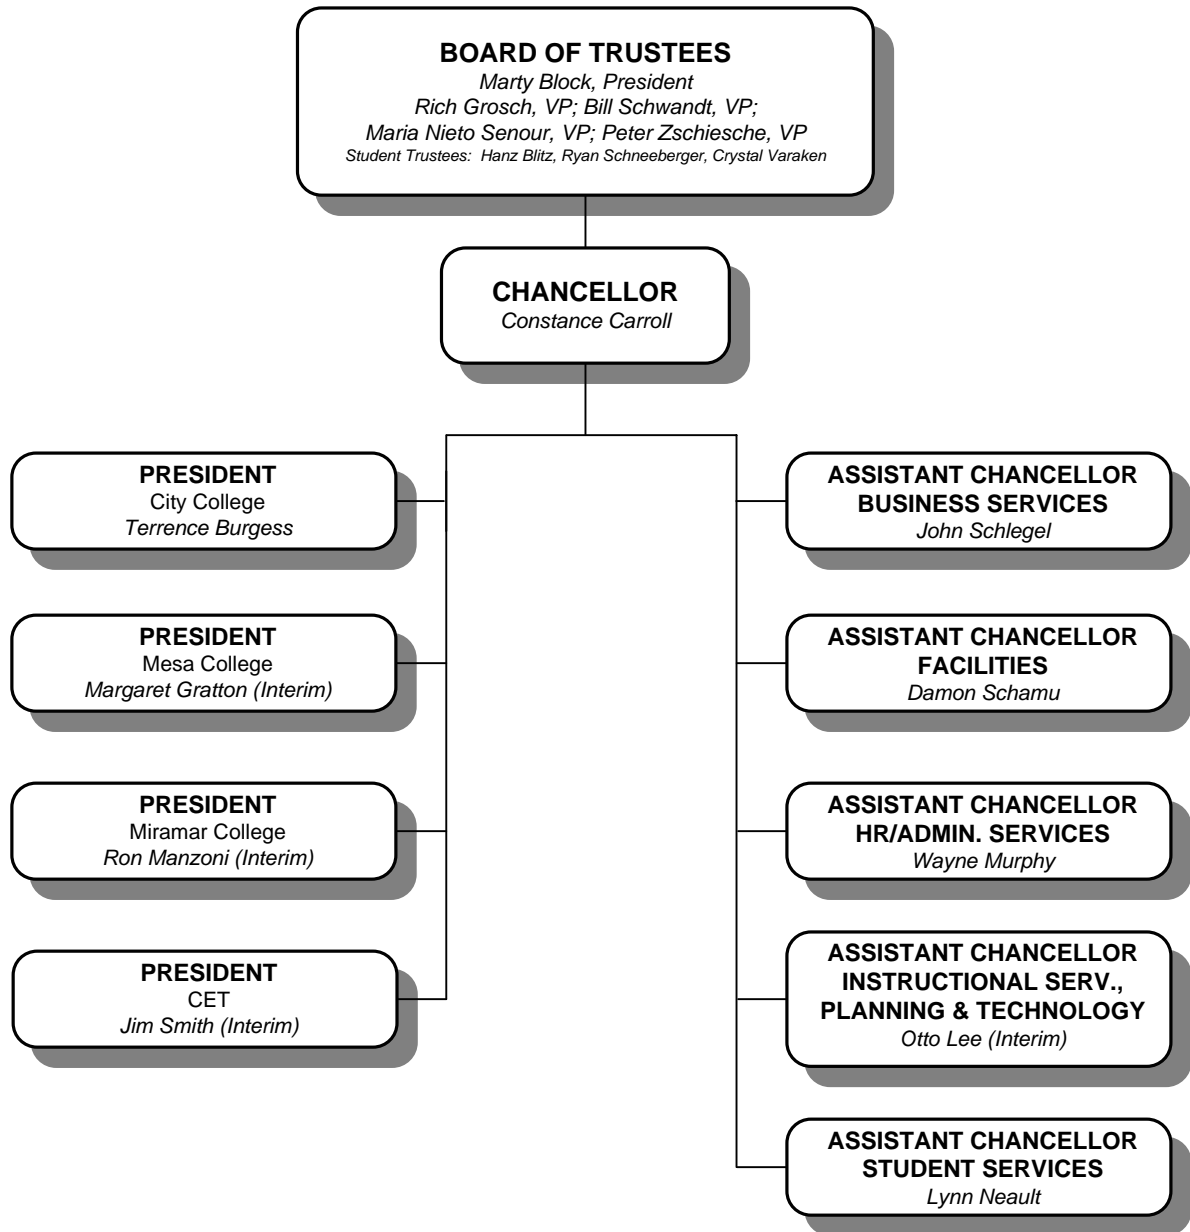 BOARD OF TRUSTEES
Marty Block, President
Rich Grosch, VP; Bill Schwandt, VP;
Maria Nieto Senour, VP; Peter Zschiesche, VP
Student Trustees: Hanz Blitz, Ryan Schneeberger, Crystal Varaken
CHANCELLOR
Constance Carroll
PRESIDENT
City College
Terrence Burgess
PRESIDENT
Mesa College
Margaret Gratton (Interim)
PRESIDENT
Miramar College
Ron Manzoni (Interim)
PRESIDENT
CET
Jim Smith (Interim)
ASSISTANT CHANCELLOR
BUSINESS SERVICES
John Schlegel
ASSISTANT CHANCELLOR
FACILITIES
Damon Schamu
ASSISTANT CHANCELLOR
HR/ADMIN. SERVICES
Wayne Murphy
ASSISTANT CHANCELLOR
INSTRUCTIONAL SERV.,
PLANNING & TECHNOLOGY
Otto Lee (Interim)
ASSISTANT CHANCELLOR
STUDENT SERVICES
Lynn Neault